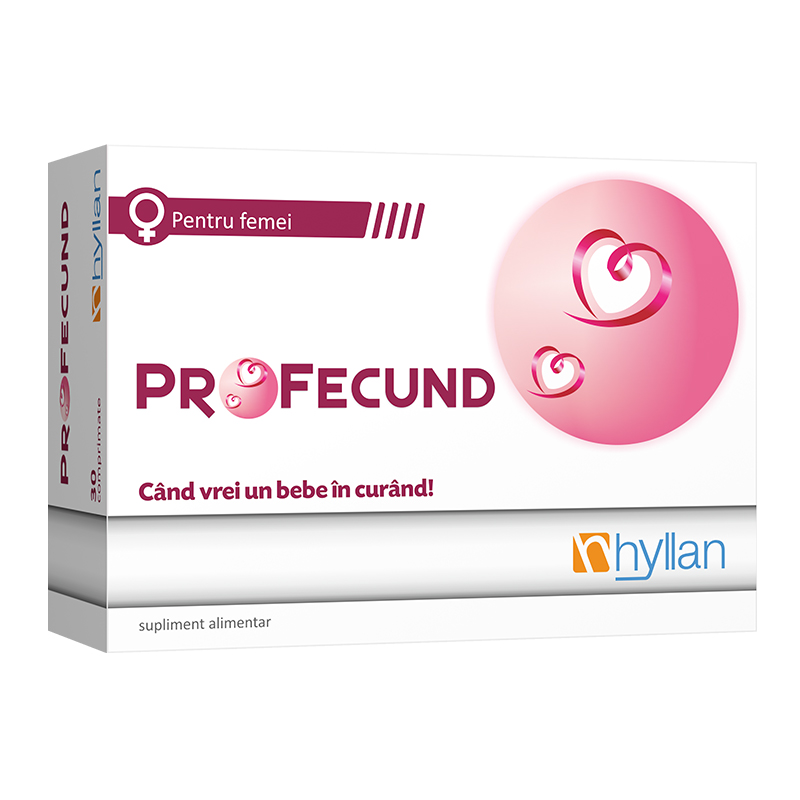 Pentru femei
PROFECUND
Când vrei un bebe în curând!
hyllan
supliment alimentar
PROFECUND
hyllan
30
comprimate